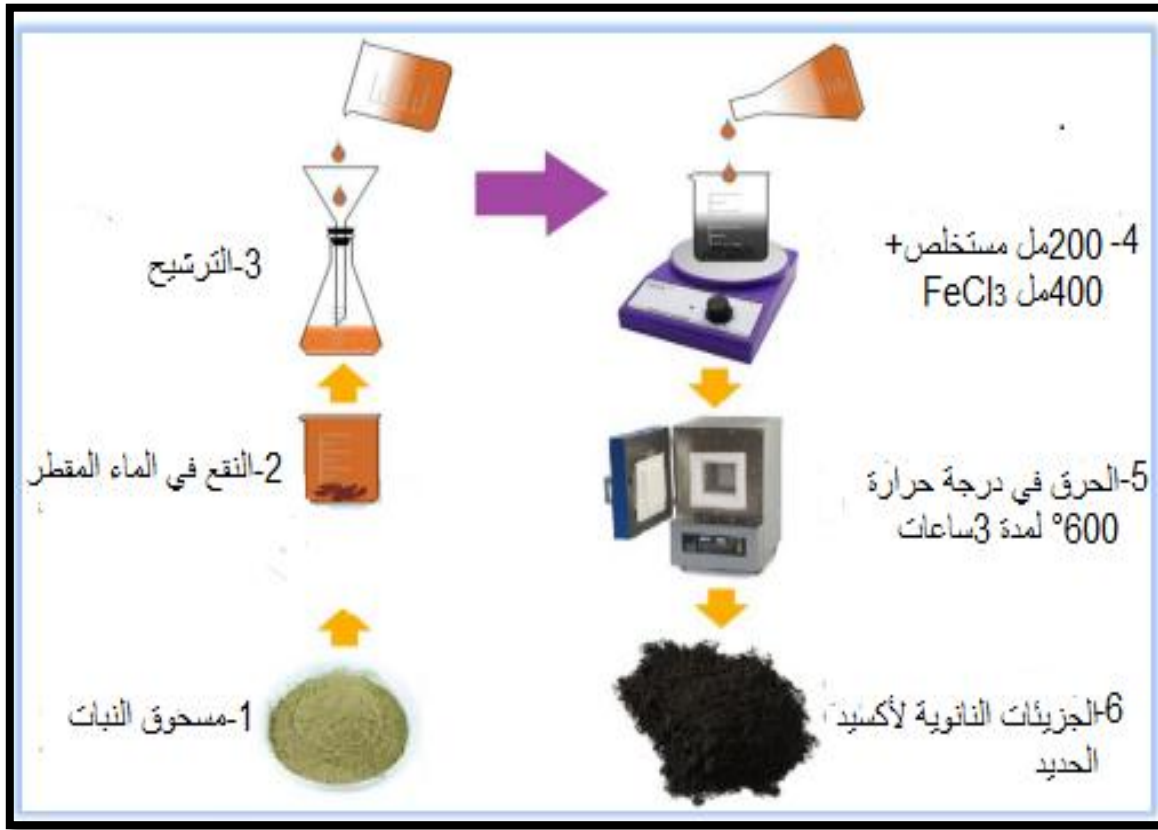 1-مسحوق النبات
2-النقع في الماء المقطر
3-الترشيح
4- 200مل مستخلص+
400مل FeCl₃
5-الحرق في درجة حرارة
600° لمدة 3ساعات
6-الجزيئات النانوية لأكسيد
الحديد